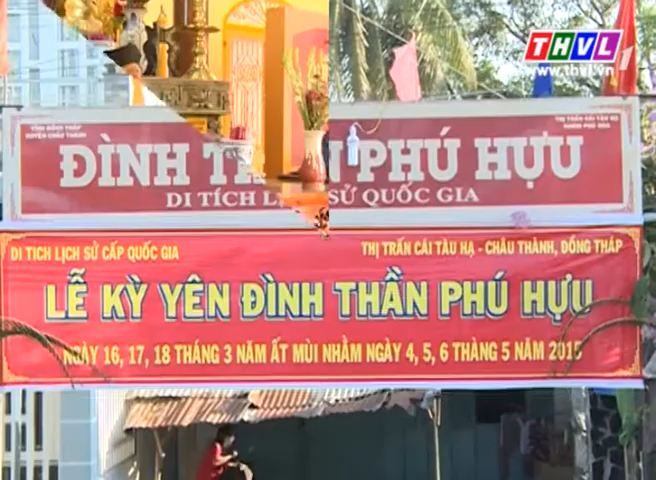 THVL1
www.THVL.vn
TỈNH ĐỒNG THÁP
HUYỆN CHÂU THÀNH
THỊ TRẤN CÁI TÀU HẠ
ĐÌNH PHÚ HỰU
DI TÍCH SỬ QUỐC GIA
DI TÍCH LỊCH SỬ CẤP QUỐC GIA
THỊ TRẤN CÁI TÀU HẠ - CHÂU THÀNH, ĐỒNG THÁP
LỄ KỲ YÊN ĐÌNH THẦN PHÚ HỰU
NGÀY 16, 17, 18 THÁNG 3 NĂM ẤT MÙI NHẰM NGÀY 4, 5, 6 THÁNG 5 NĂM 2015